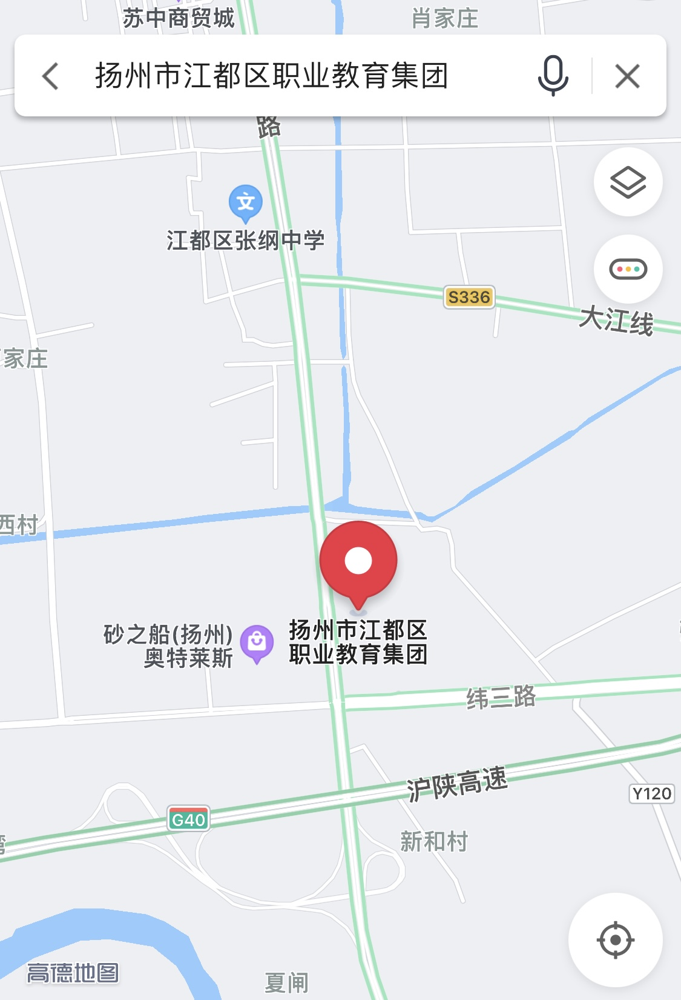 苏中商贸城
肖家庄
扬州市江都区职业教育集团
路
文
江都区张纲中学
S336
大江线
家庄
西村
砂之船(扬州)
奥特莱斯
扬州市江都区
职业教育集团
纬三路
沪陕高速
G40
Y120
新和村
高德地图
夏闸